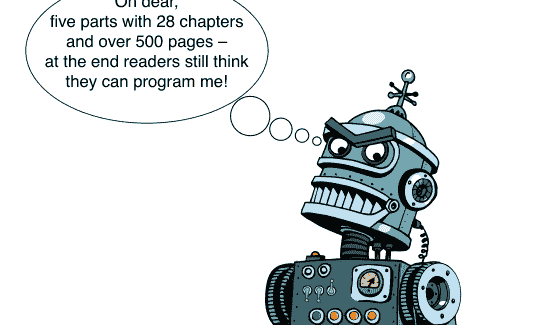 Oh dear,
five parts with 28 chapters
and over 500 pages –
at the end readers still think
they can program me!